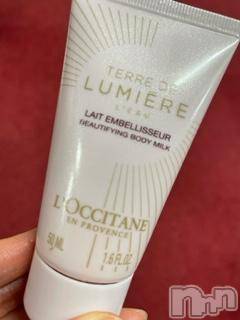 TERRE DE
LUMIÈRE
L'EAU
LAIT EMBELLISSEUR
BEAUTIFYING BODY MILK
L'OCCITANE
EN PROVENCE
50 ML
1.6 FL.OZ